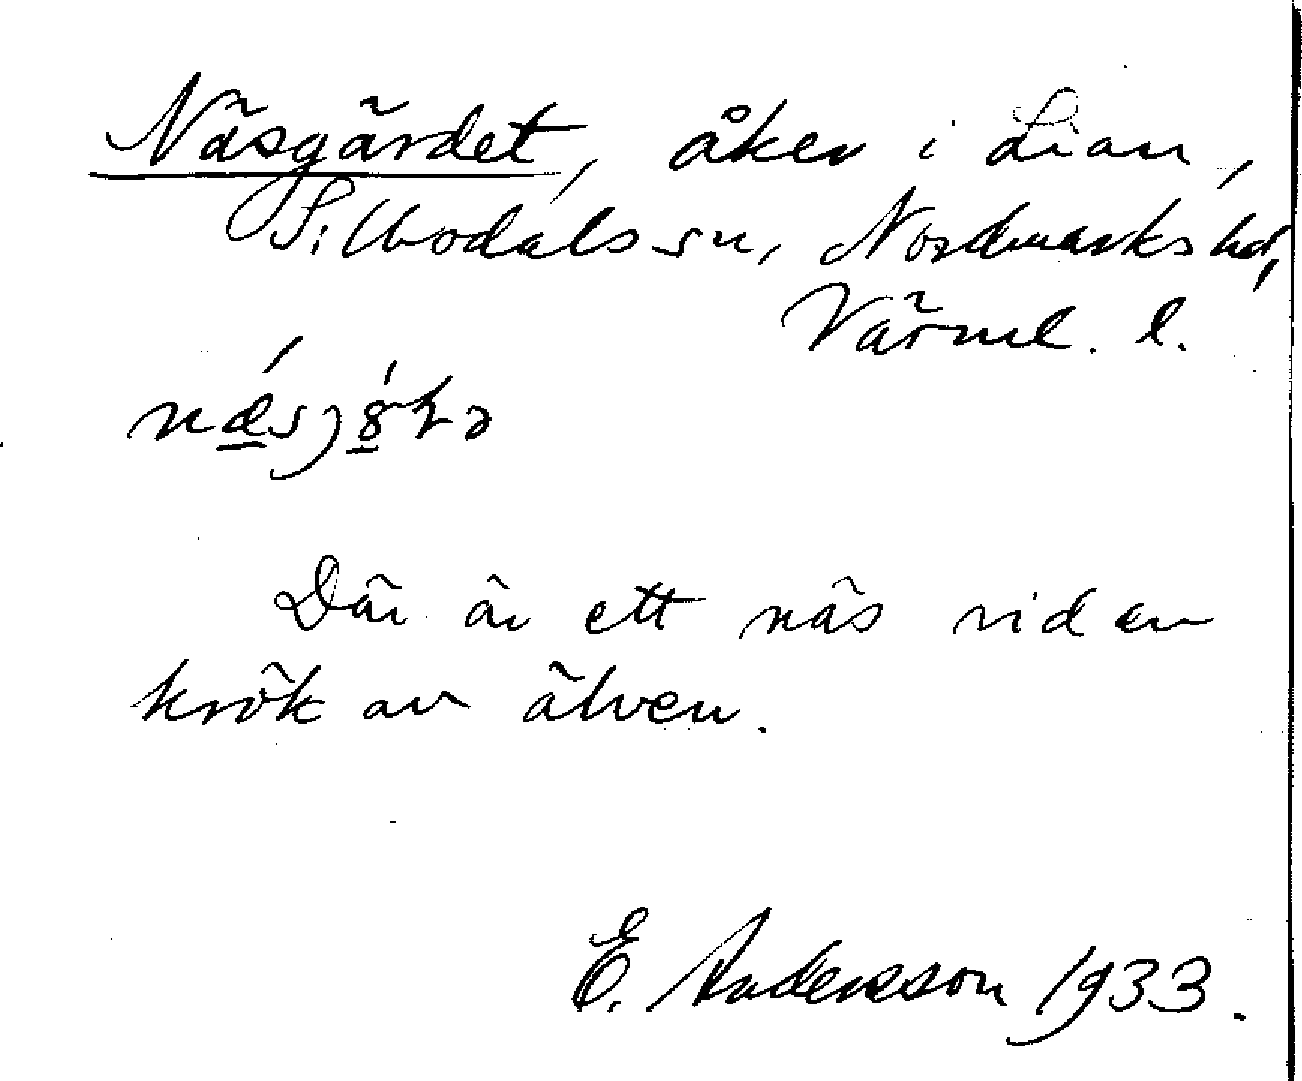 Näsgärdet, åker i Lian,
Silbodals sn, Nordmarks hd,
Värml. l.
Där är ett näs vid en
krök av älven.
E. Andersson 1933.